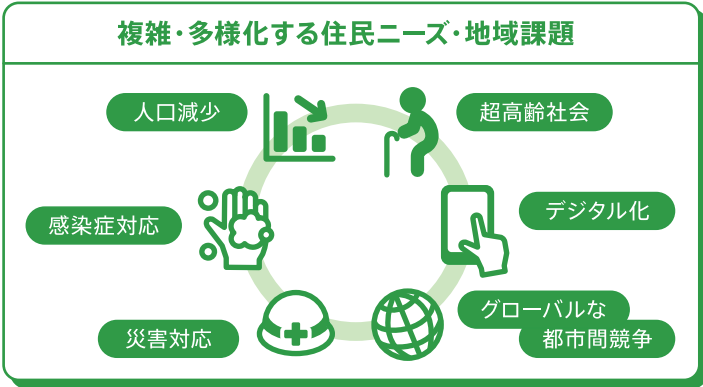 複雑・多様化する住民ニーズ・地域課題
人口減少
超高齢社会
感染症対応
デジタル化
災害対応
グローバルな
都市間競争